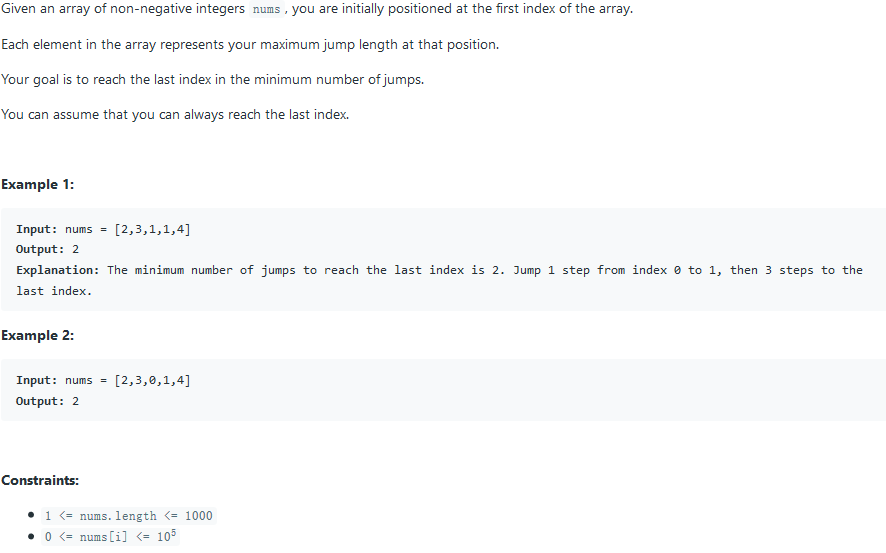 Given an array of non-negative integers nums , you are initially positioned at the first index of the array.
Each element in the array represents your maximum jump length at that position.
Your goal is to reach the last index in the minimum number of jumps.
You can assume that you can always reach the last index.
Example 1:
Input: nums = [2,3,1,1,4]
Output: 2
Explanation: The minimum number of jumps to reach the last index is 2. Jump 1 step from index 0 to 1, then 3 steps to the
last index.
Example 2:
Input: nums = [2,3,0,1,4]
Output: 2
Constraints:
• 1 <= nums.length <= 1000
• 0 <= nums[i] <= 10⁵